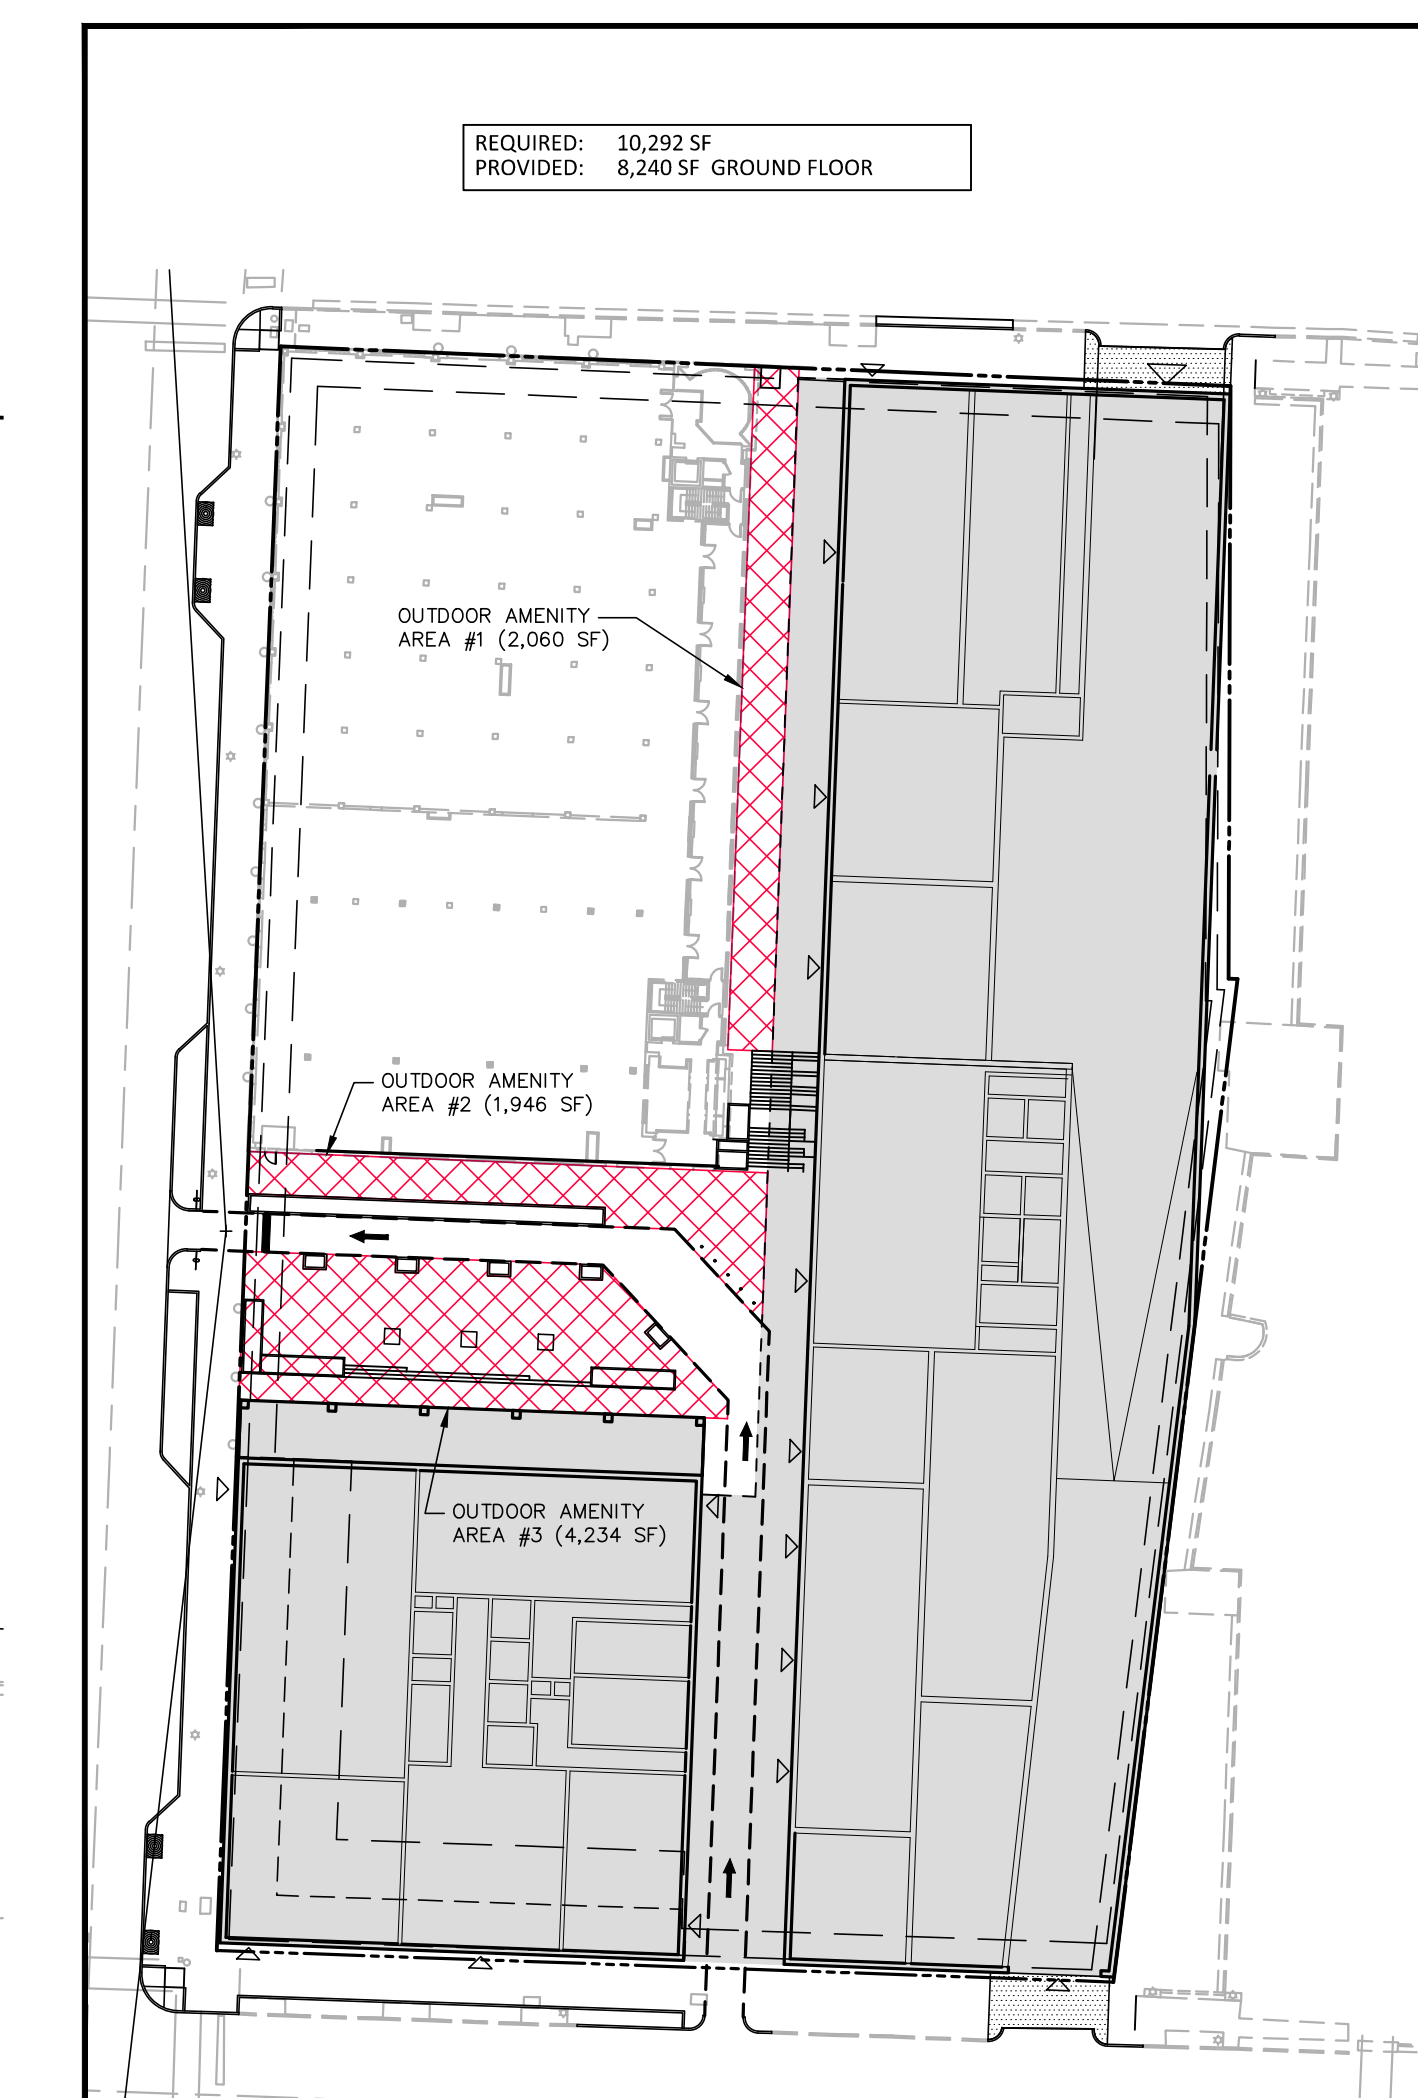 REQUIRED: 10,292 SF
PROVIDED: 8,240 SF GROUND FLOOR
OUTDOOR AMENITY
AREA #1 (2,060 SF)
OUTDOOR AMENITY
AREA #2 (1,946 SF)
OUTDOOR AMENITY
AREA #3 (4,234 SF)